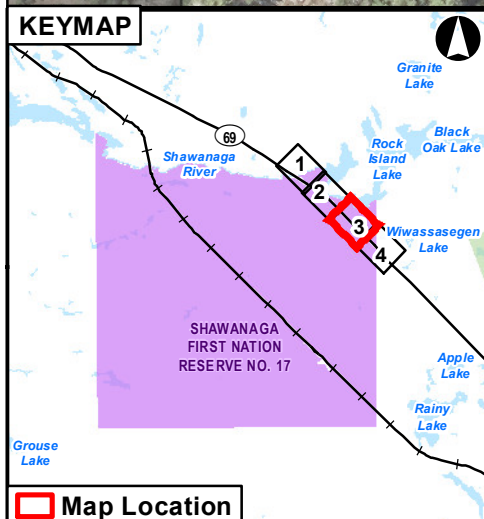 KEYMAP
Granite
Lake
69
Black
Oak Lake
Rock
Island
Lake
Shawanaga
River
1
2
3
Wiwassasegen
Lake
4
SHAWANAGA
FIRST NATION
RESERVE NO. 17
Apple
Lake
Rainy
Lake
Grouse
Lake
Map Location